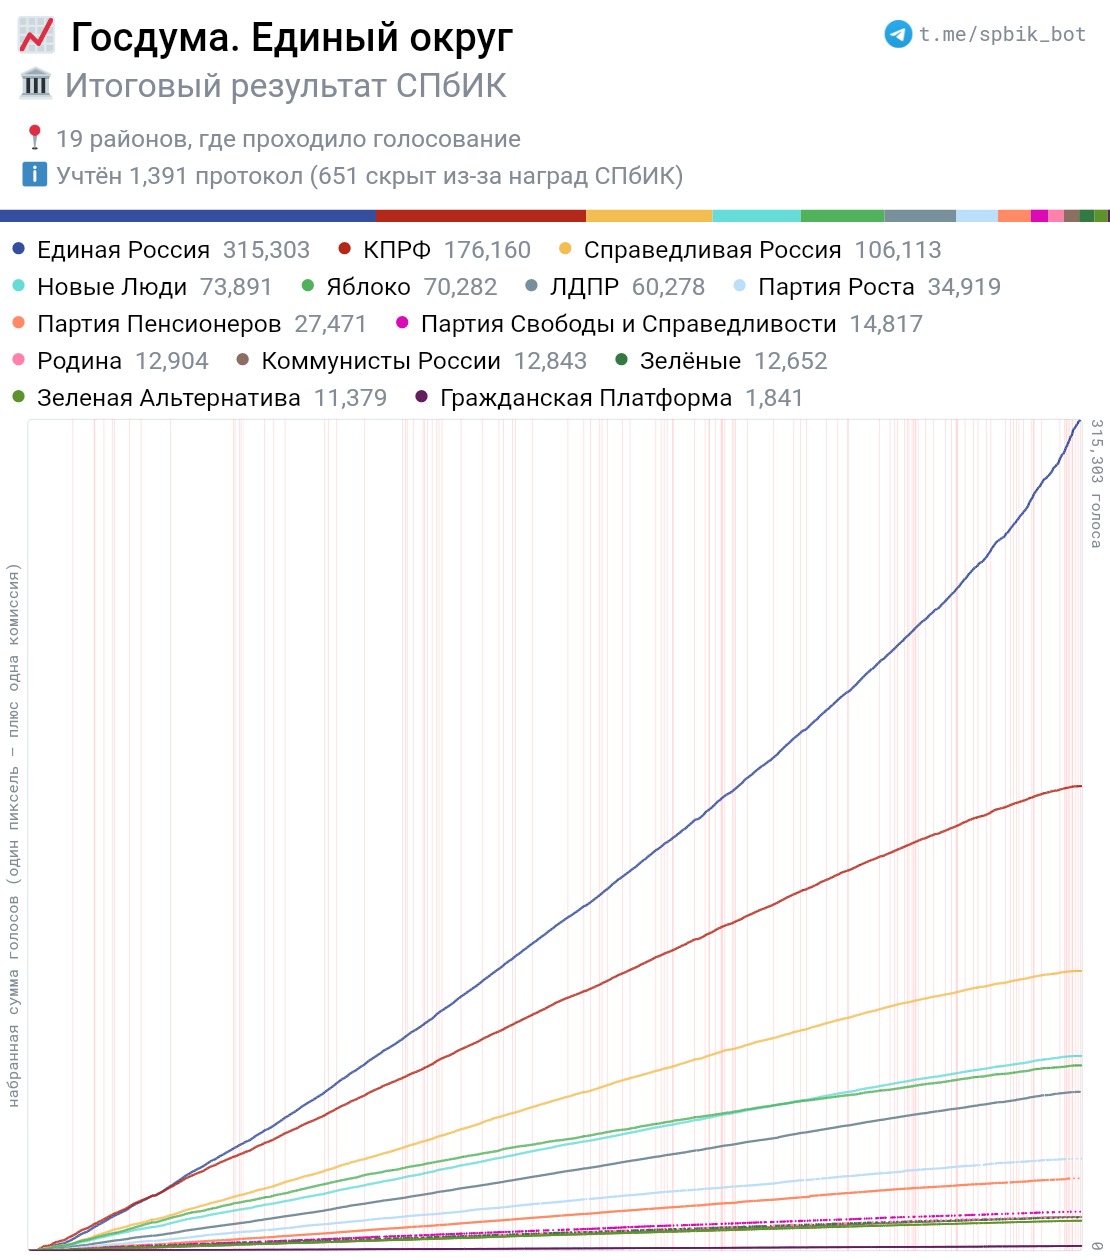 Госдума. Единый округ
t.me/spbik_bot
Итоговый результат СПбИК
19 районов, где проходило голосование
Учтён 1,391 протокол (651 скрыт из-за наград СПбИК)
Единая Россия 315,303 КПРФ 176,160 Справедливая Россия 106,113
Новые Люди 73,891 Яблоко 70,282 ЛДПР 60,278 Партия Роста 34,919
Партия Пенсионеров 27,471 Партия Свободы и Справедливости 14,817
Родина 12,904 Коммунисты России 12,843 Зелёные 12,652
Зеленая Альтернатива 11,379 Гражданская Платформа 1,841
набранная сумма голосов (один пиксель — плюс одна комиссия)
315,303 голоса
0